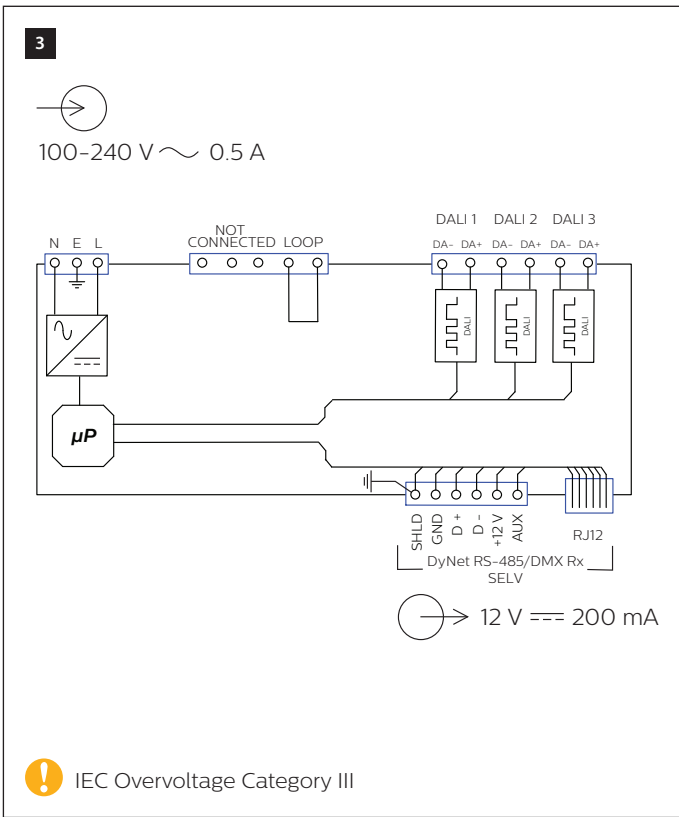 3
100-240 V ～ 0.5 A
DALI 1 DALI 2 DALI 3
N E L
NOT
CONNECTED LOOP
DA- DA+ DA- DA+ DA- DA+
DALI DALI DALI
µP
SHLD GND D + D - +12 V AUX
RJ12
DyNet RS-485/DMX Rx
SELV
12 V ⎓ 200 mA
! IEC Overvoltage Category III